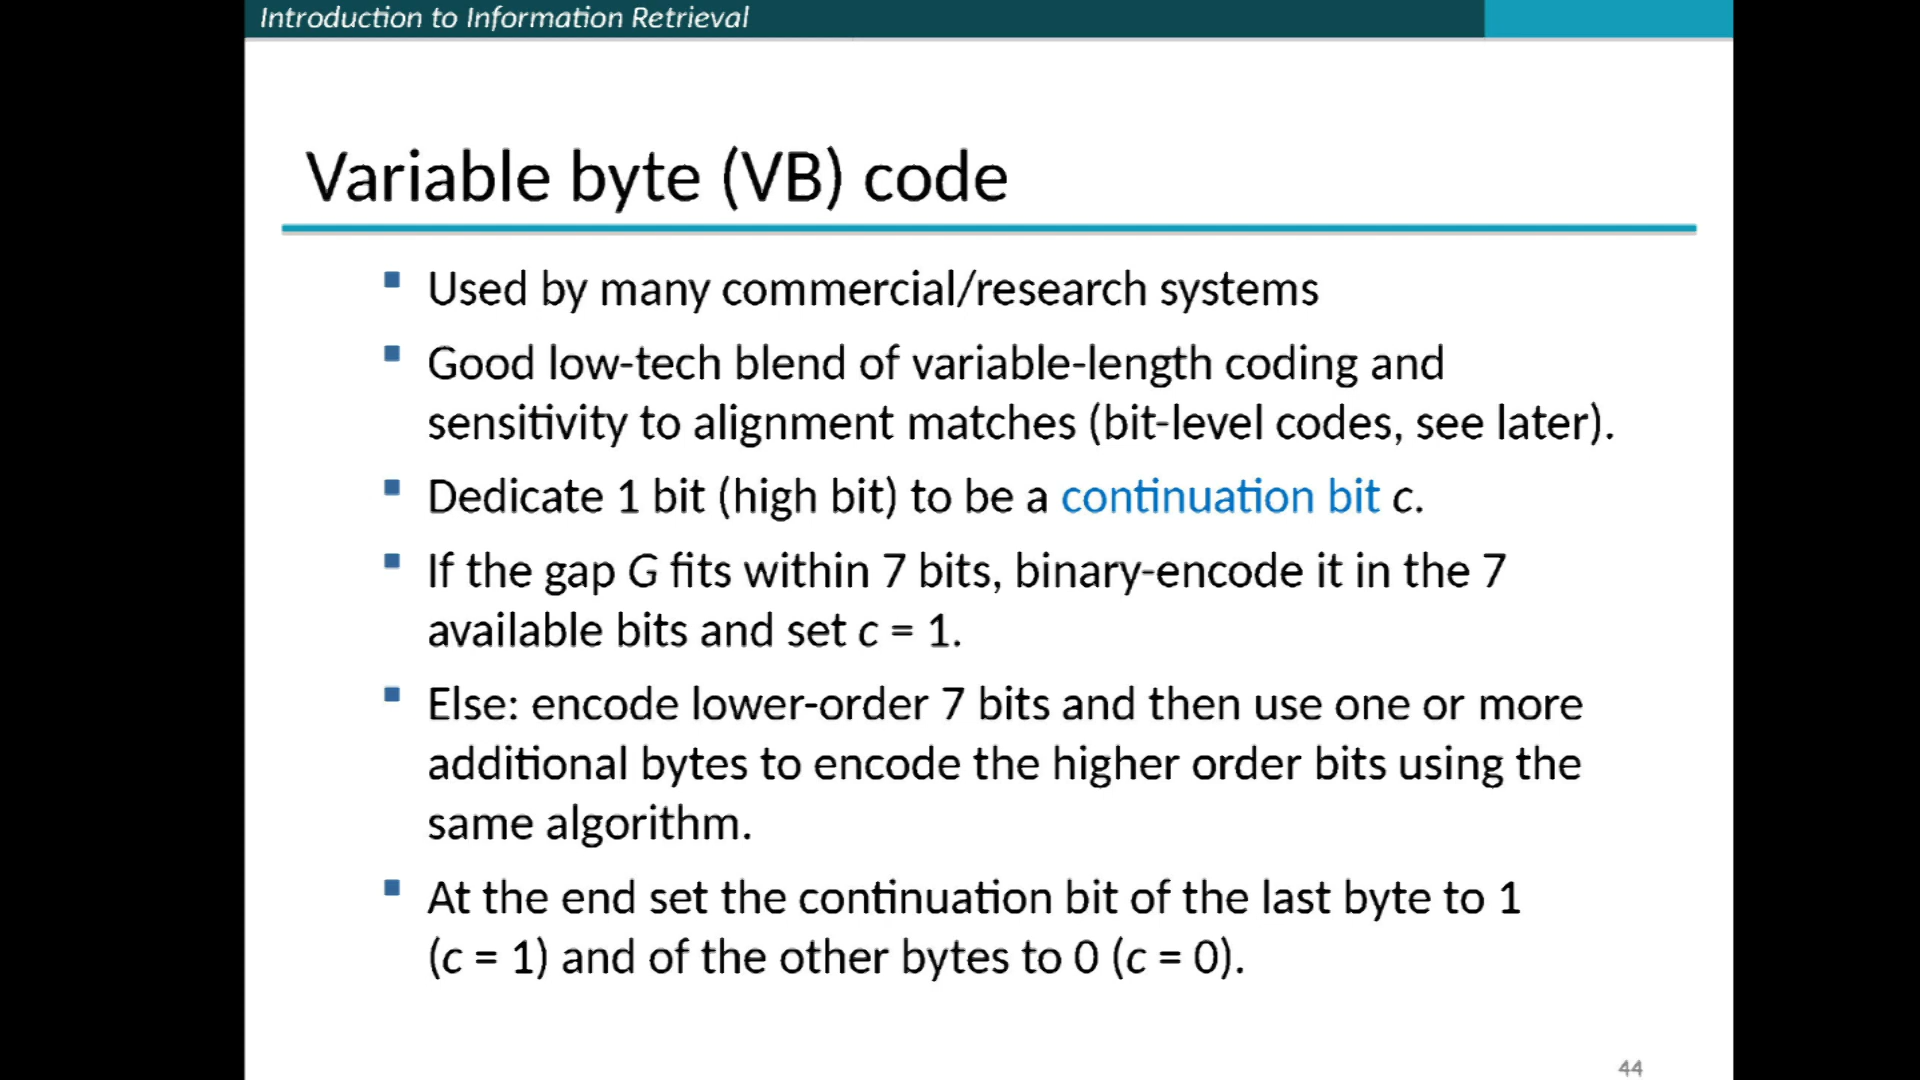 Introduction to Information Retrieval
Variable byte (VB) code
Used by many commercial/research systems
Good low-tech blend of variable-length coding and
sensitivity to alignment matches (bit-level codes, see later).
Dedicate 1 bit (high bit) to be a continuation bit c.
If the gap G fits within 7 bits, binary-encode it in the 7
available bits and set c = 1.
Else: encode lower-order 7 bits and then use one or more
additional bytes to encode the higher order bits using the
same algorithm.
At the end set the continuation bit of the last byte to 1
(c = 1) and of the other bytes to 0 (c = 0).
44